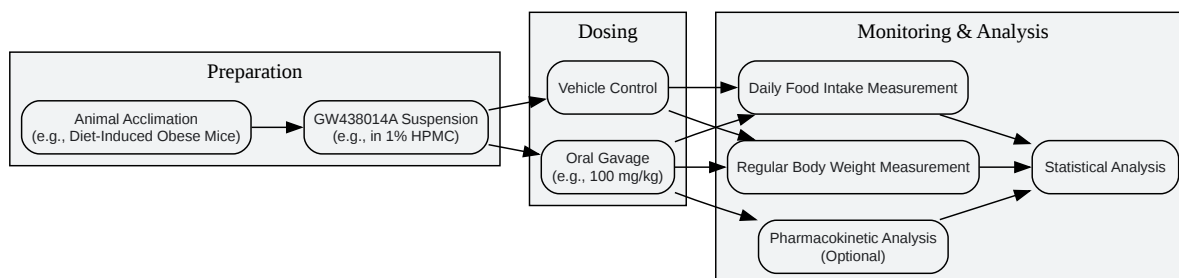 Preparation
Animal Acclimation
(e.g., Diet-Induced Obese Mice)
GW438014A Suspension
(e.g., in 1% HPMC)
Dosing
Vehicle Control
Oral Gavage
(e.g., 100 mg/kg)
Monitoring & Analysis
Daily Food Intake Measurement
Regular Body Weight Measurement
Pharmacokinetic Analysis
(Optional)
Statistical Analysis